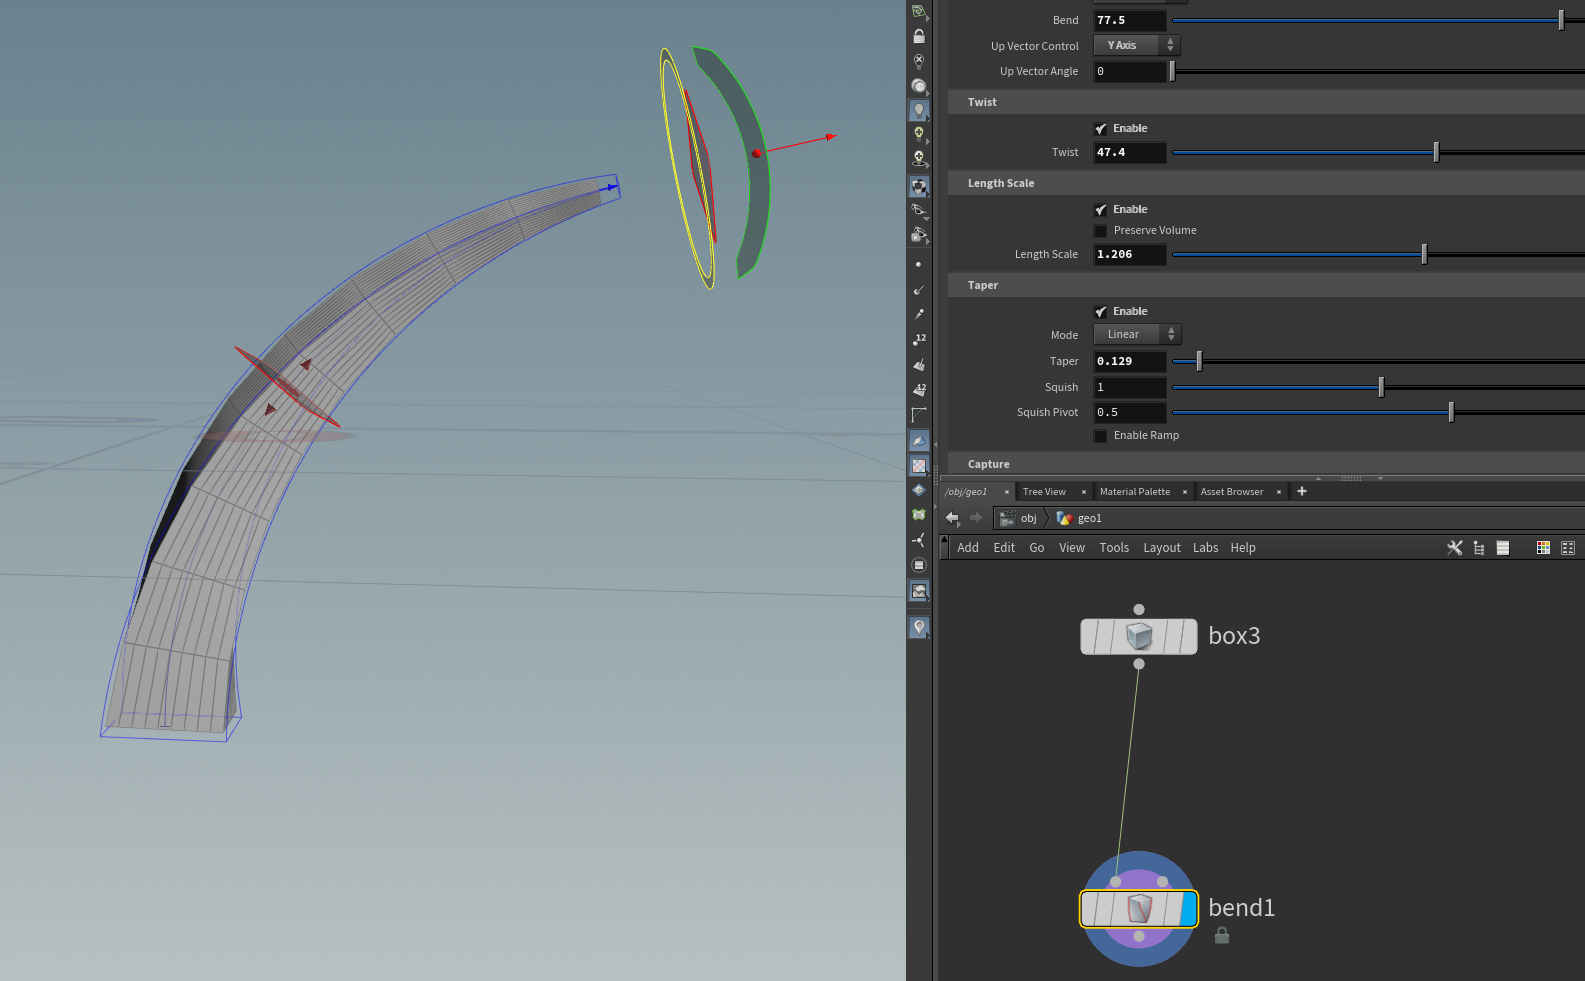 Bend 77.5
Up Vector Control Y Axis
Up Vector Angle 0
Twist
Enable
Twist 47.4
Length Scale
Enable
Preserve Volume
Length Scale 1.206
Taper
Enable
Mode Linear
Taper 0.129
Squish 1
Squish Pivot 0.5
Enable Ramp
Capture
/obj/geo1 × Tree View × Material Palette × Asset Browser × +
obj geo1
Add Edit Go View Tools Layout Labs Help
box3
bend1
12
12